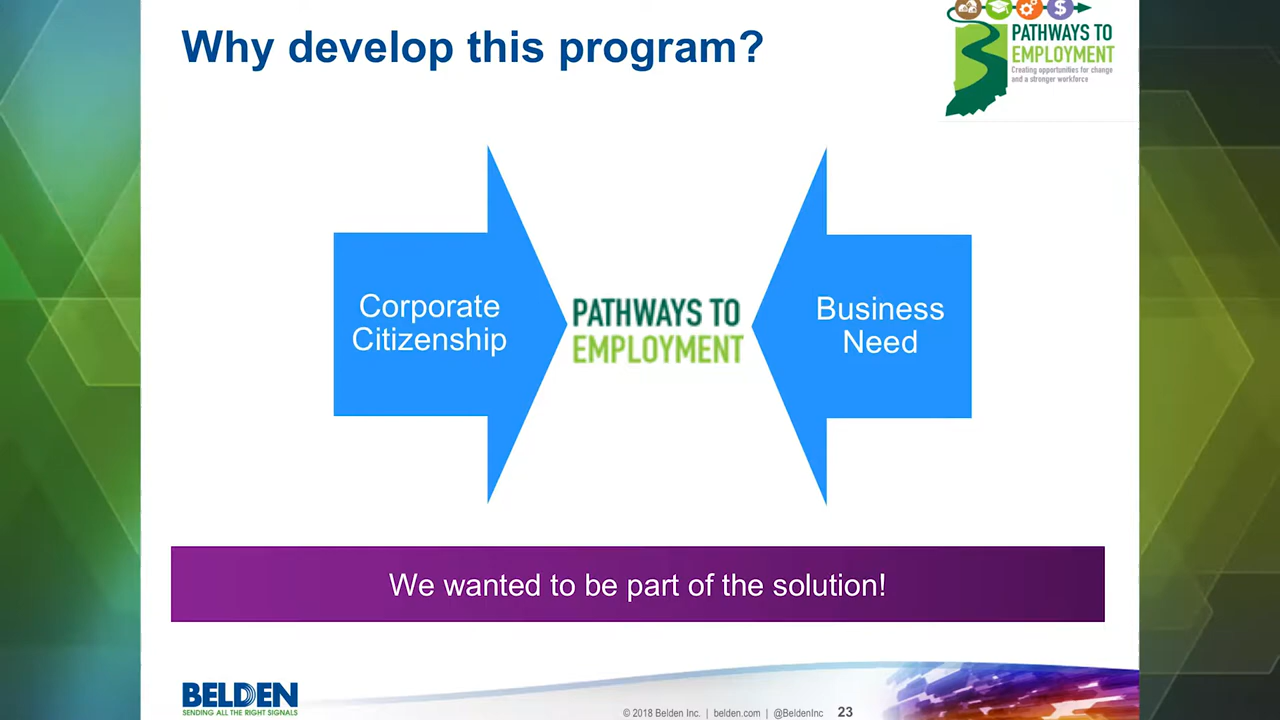 Why develop this program?
$
PATHWAYS TO
EMPLOYMENT
Creating opportunities for change
and a stronger workforce
Corporate
Citizenship
PATHWAYS TO
EMPLOYMENT
Business
Need
We wanted to be part of the solution!
BELDEN
SENDING ALL THE RIGHT SIGNALS
© 2018 Belden Inc. | belden.com | @BeldenInc 23